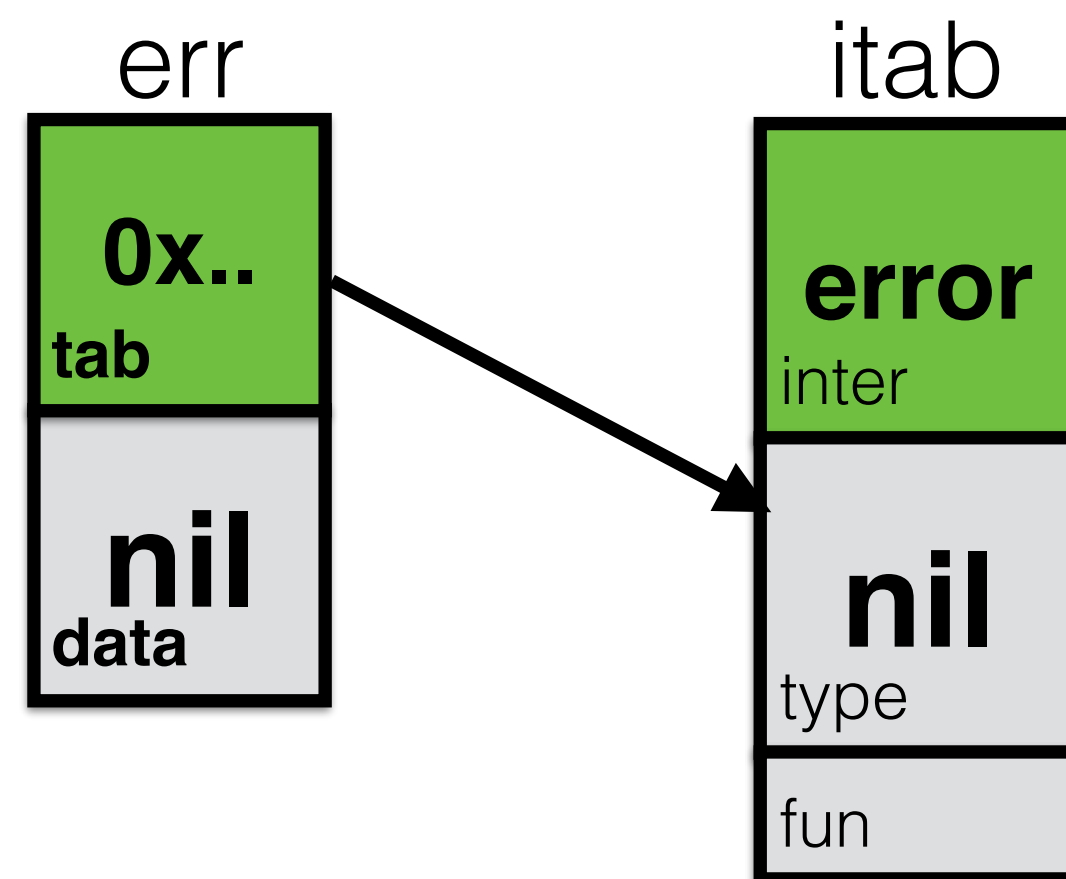 err
0x..
tab
nil
data
itab
error
inter
nil
type
fun